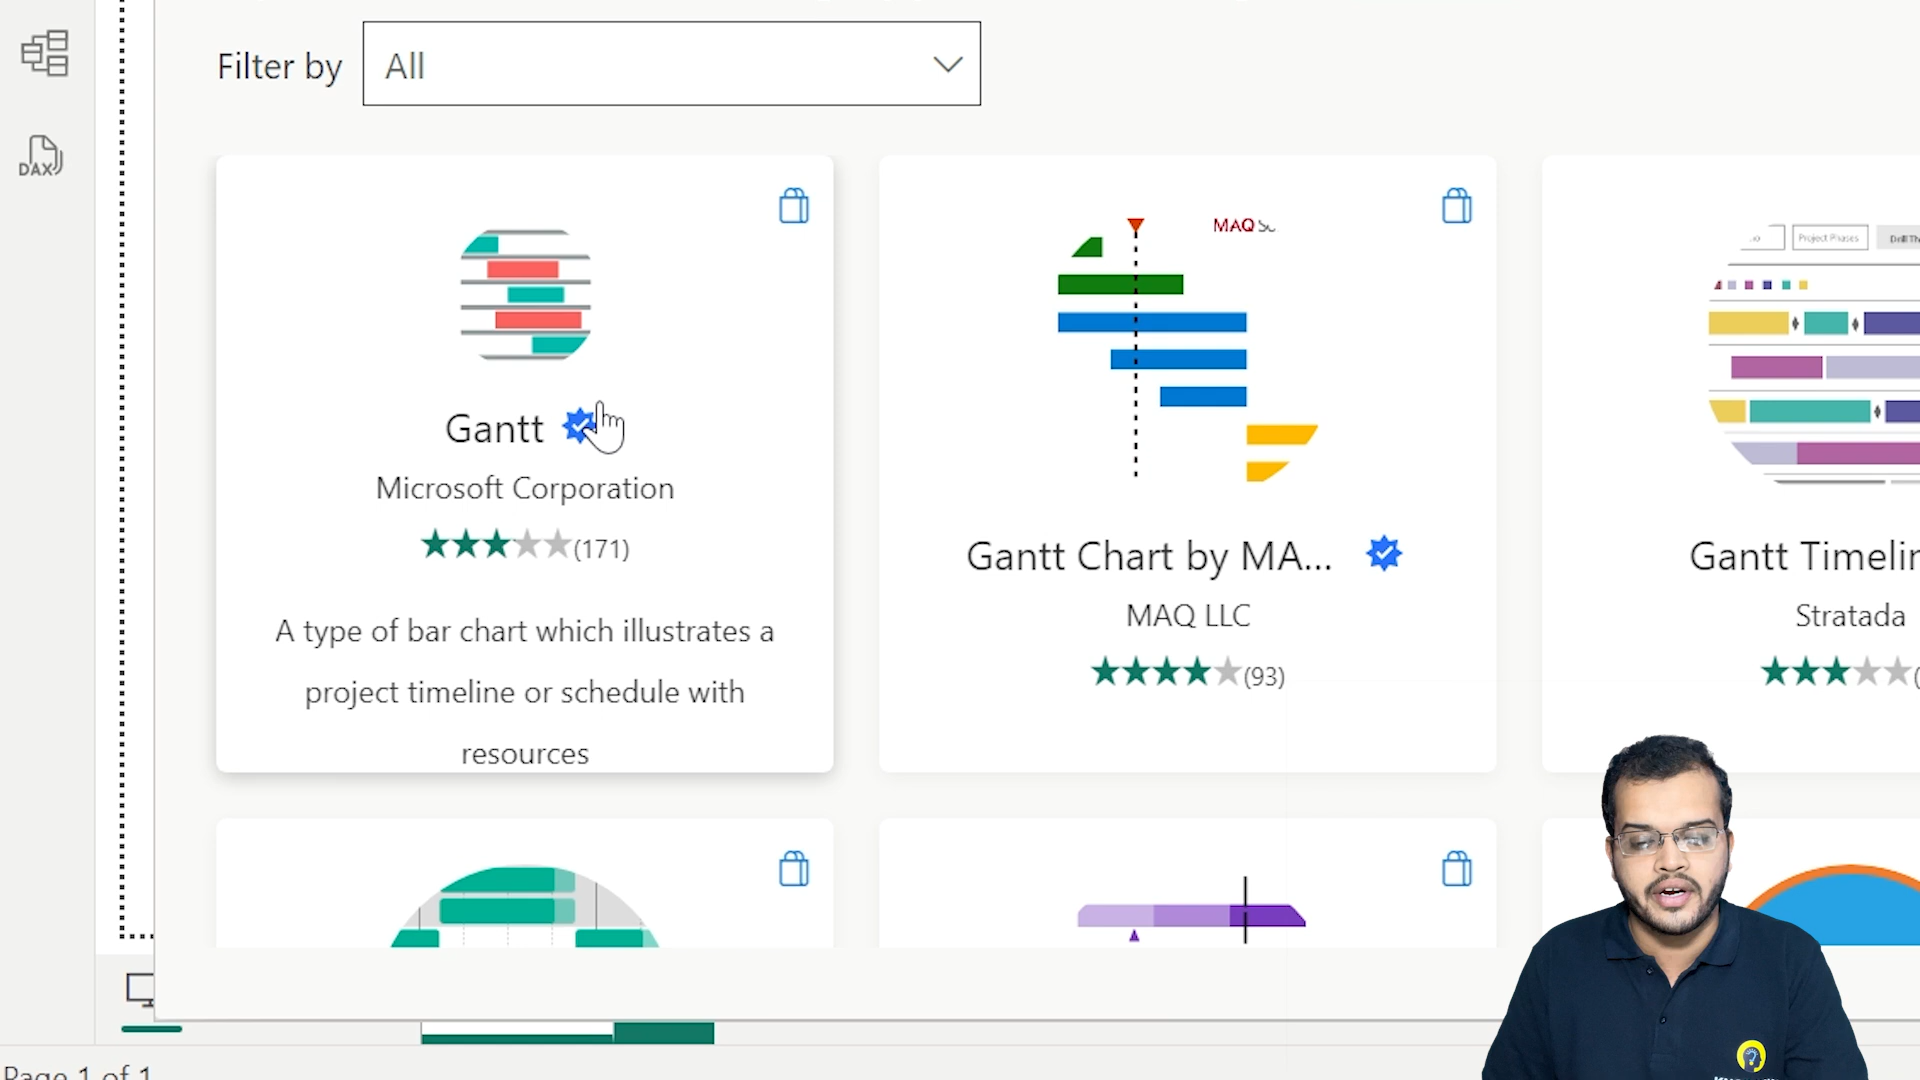 Filter by
All
DAX
MAQ
Project Phases
Gantt
Microsoft Corporation
(171)
A type of bar chart which illustrates a
project timeline or schedule with
resources
Gantt Chart by MA...
MAQ LLC
(93)
Gantt
Stratada
Page 1 of 1